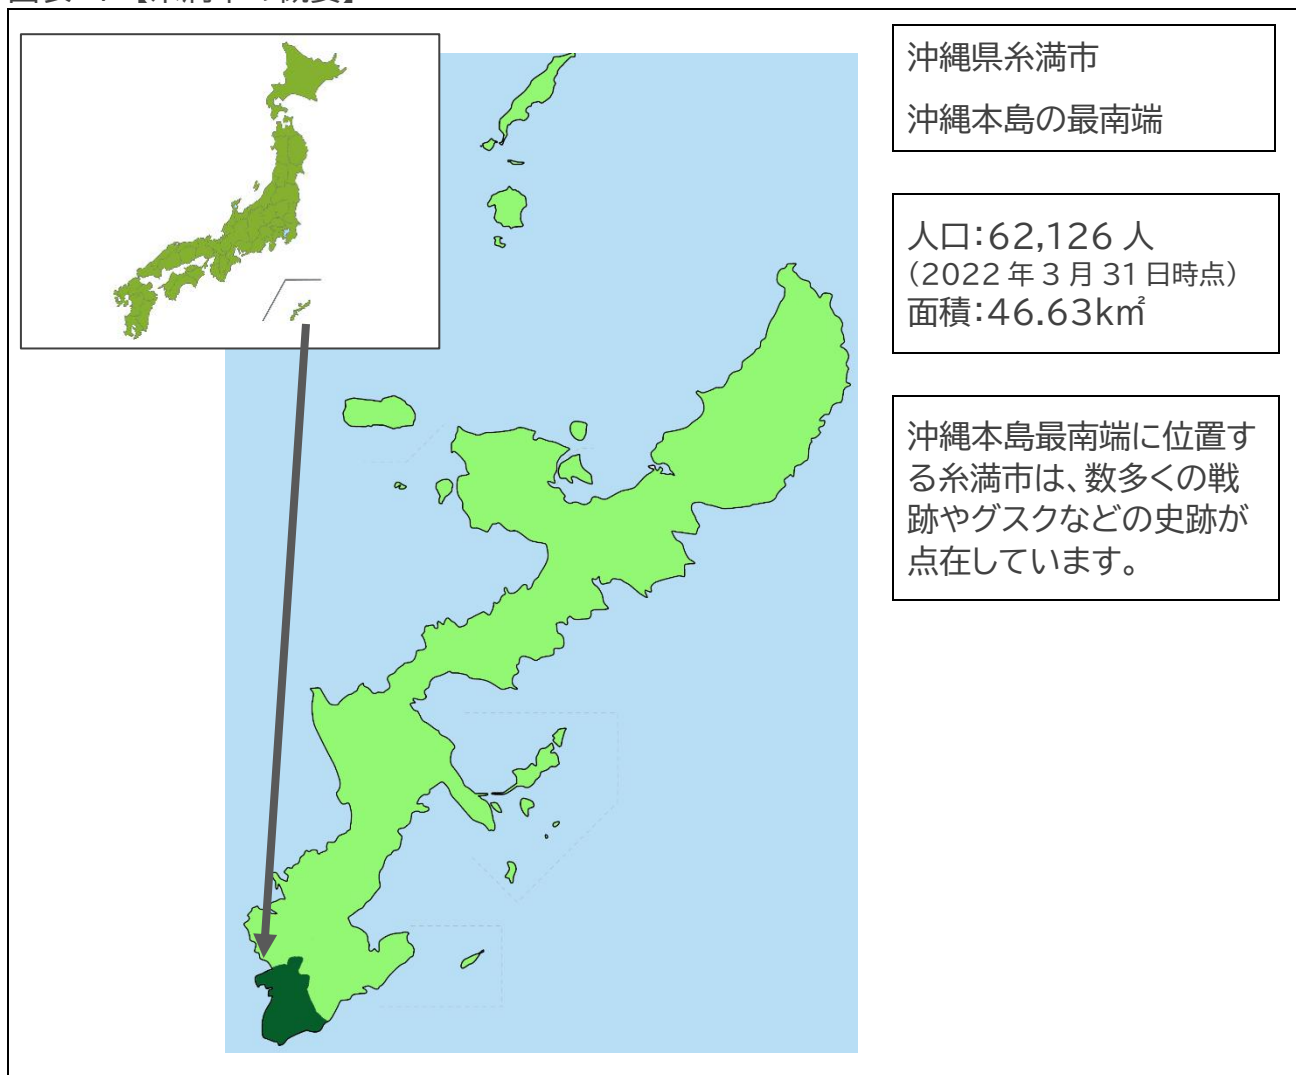 沖縄県糸満市
沖縄本島の最南端
人口：62,126 人
（2022 年 3 月 31 日時点）
面積：46.63k㎡
沖縄本島最南端に位置す
る糸満市は、数多くの戦
跡やグスクなどの史跡が
点在しています。